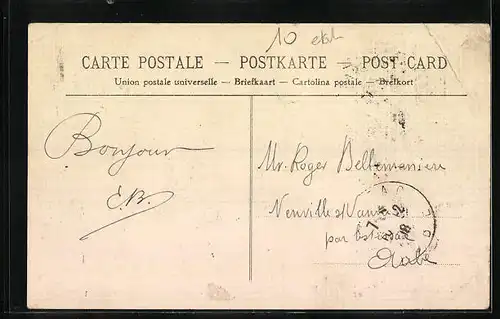 10
CARTE POSTALE — POSTKARTE — POST CARD
Union postale universelle — Briefkaart — Cartolina postale — Brefkort
Bonjour
E.B.
Mr. Roger Bellemanière
Neuville s/ Vanne
par Estissac
Aube